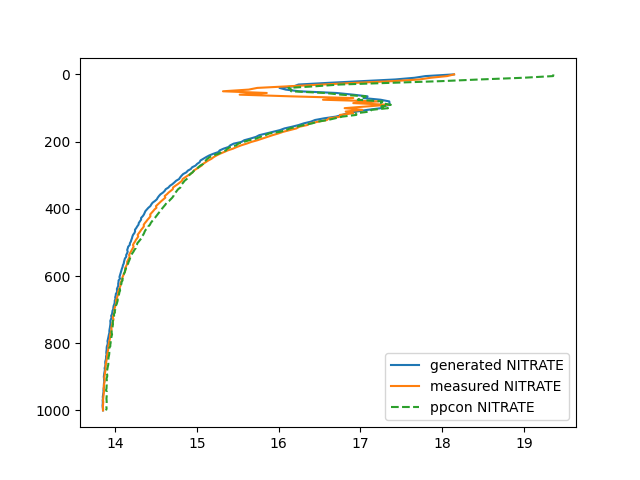 0
200
400
600
800
1000
14 15 16 17 18 19
generated NITRATE
measured NITRATE
ppcon NITRATE